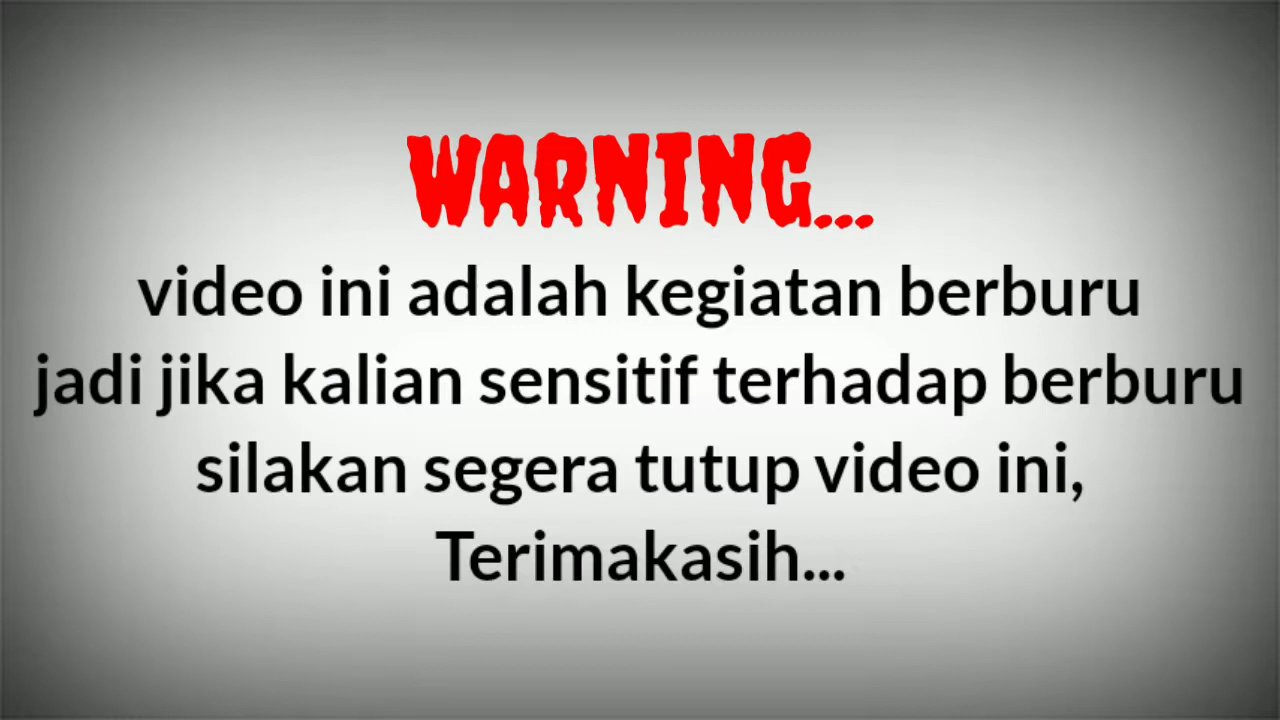 WARNING...
video ini adalah kegiatan berburu
jadi jika kalian sensitif terhadap berburu
silakan segera tutup video ini,
Terimakasih...